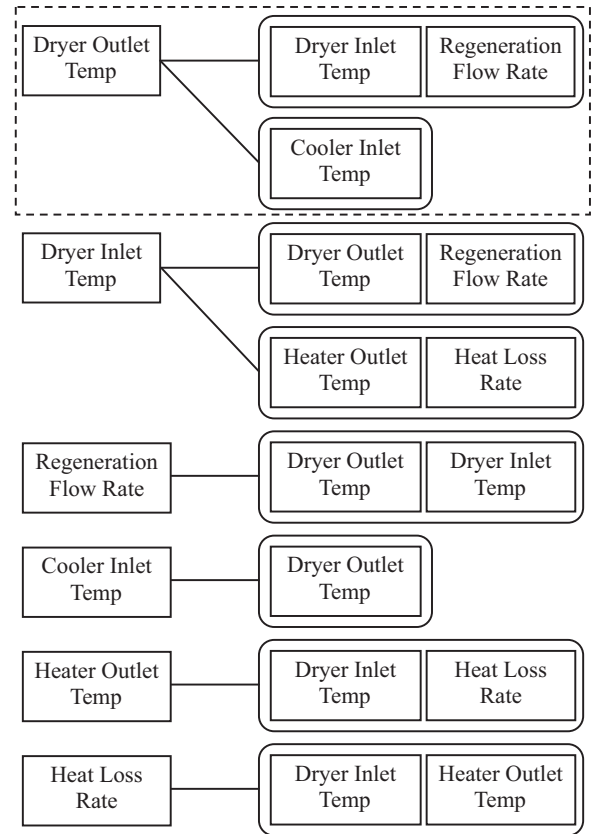 Dryer Outlet
Temp
Dryer Inlet
Temp
Regeneration
Flow Rate
Cooler Inlet
Temp
Dryer Inlet
Temp
Dryer Outlet
Temp
Regeneration
Flow Rate
Heater Outlet
Temp
Heat Loss
Rate
Regeneration
Flow Rate
Dryer Outlet
Temp
Dryer Inlet
Temp
Cooler Inlet
Temp
Dryer Outlet
Temp
Heater Outlet
Temp
Dryer Inlet
Temp
Heat Loss
Rate
Heat Loss
Rate
Dryer Inlet
Temp
Heater Outlet
Temp